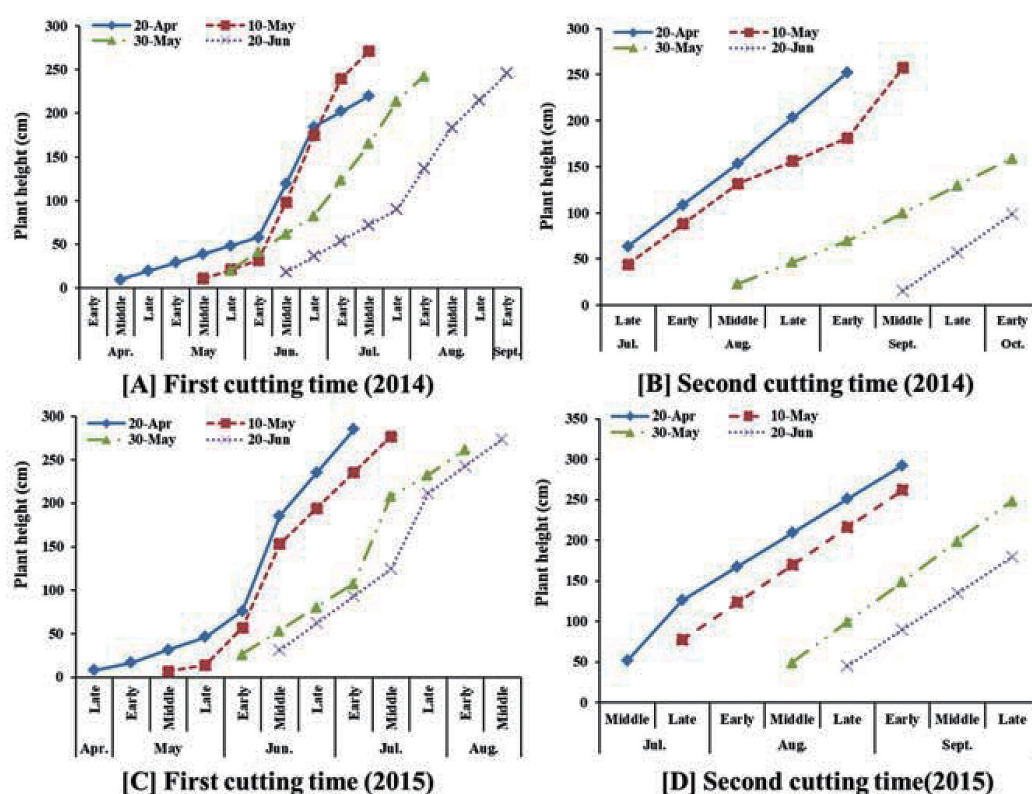 300
250
200
150
100
50
0
Plant height (cm)
20-Apr 10-May
30-May 20-Jun
Early Middle Late Early Middle Late Early Middle Late Early Middle Late Early Middle Late Early
Apr. May Jun. Jul. Aug. Sept.
[A] First cutting time (2014)
300
250
200
150
100
50
0
Plant height (cm)
20-Apr 10-May
30-May 20-Jun
Late Early Middle Late Early Middle Late Early
Jul. Aug. Sept. Oct.
[B] Second cutting time (2014)
300
250
200
150
100
50
0
Plant height (cm)
20-Apr 10-May
30-May 20-Jun
Late Early Middle Late Early Middle Late Early Middle Late Early Middle
Apr. May Jun. Jul. Aug.
[C] First cutting time (2015)
350
300
250
200
150
100
50
0
Plant height (cm)
20-Apr 10-May
30-May 20-Jun
Middle Late Early Middle Late Early Middle Late
Jul. Aug. Sept.
[D] Second cutting time(2015)